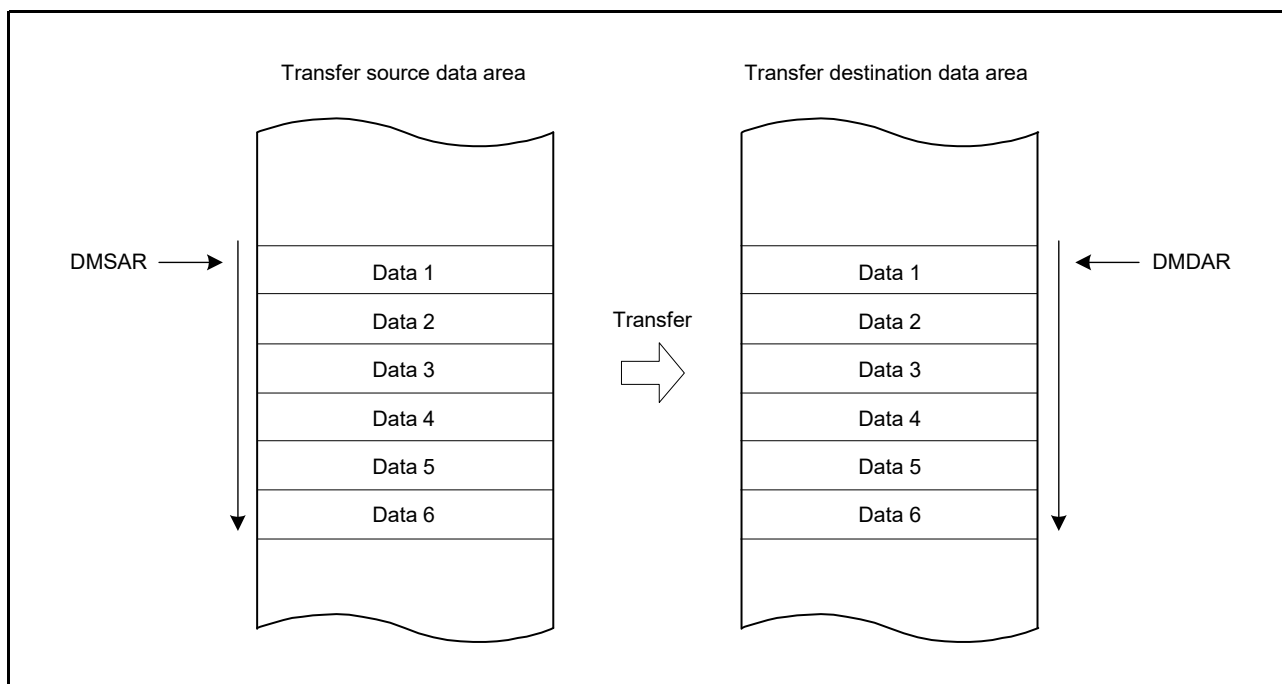 Transfer source data area
Transfer destination data area
DMSAR
Data 1
Data 2
Data 3
Data 4
Data 5
Data 6
Transfer
Data 1
Data 2
Data 3
Data 4
Data 5
Data 6
DMDAR